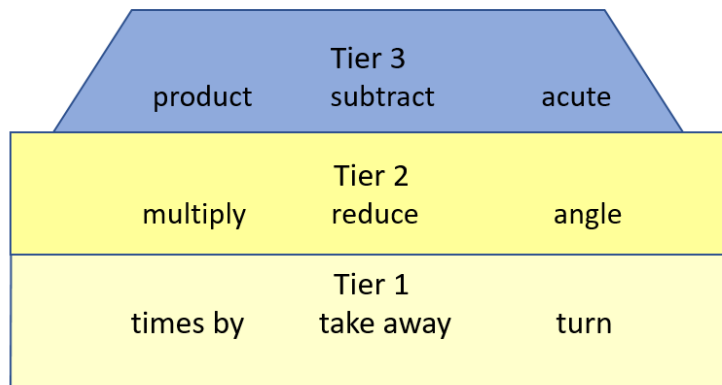 Tier 3
product subtract acute
Tier 2
multiply reduce angle
Tier 1
times by take away turn